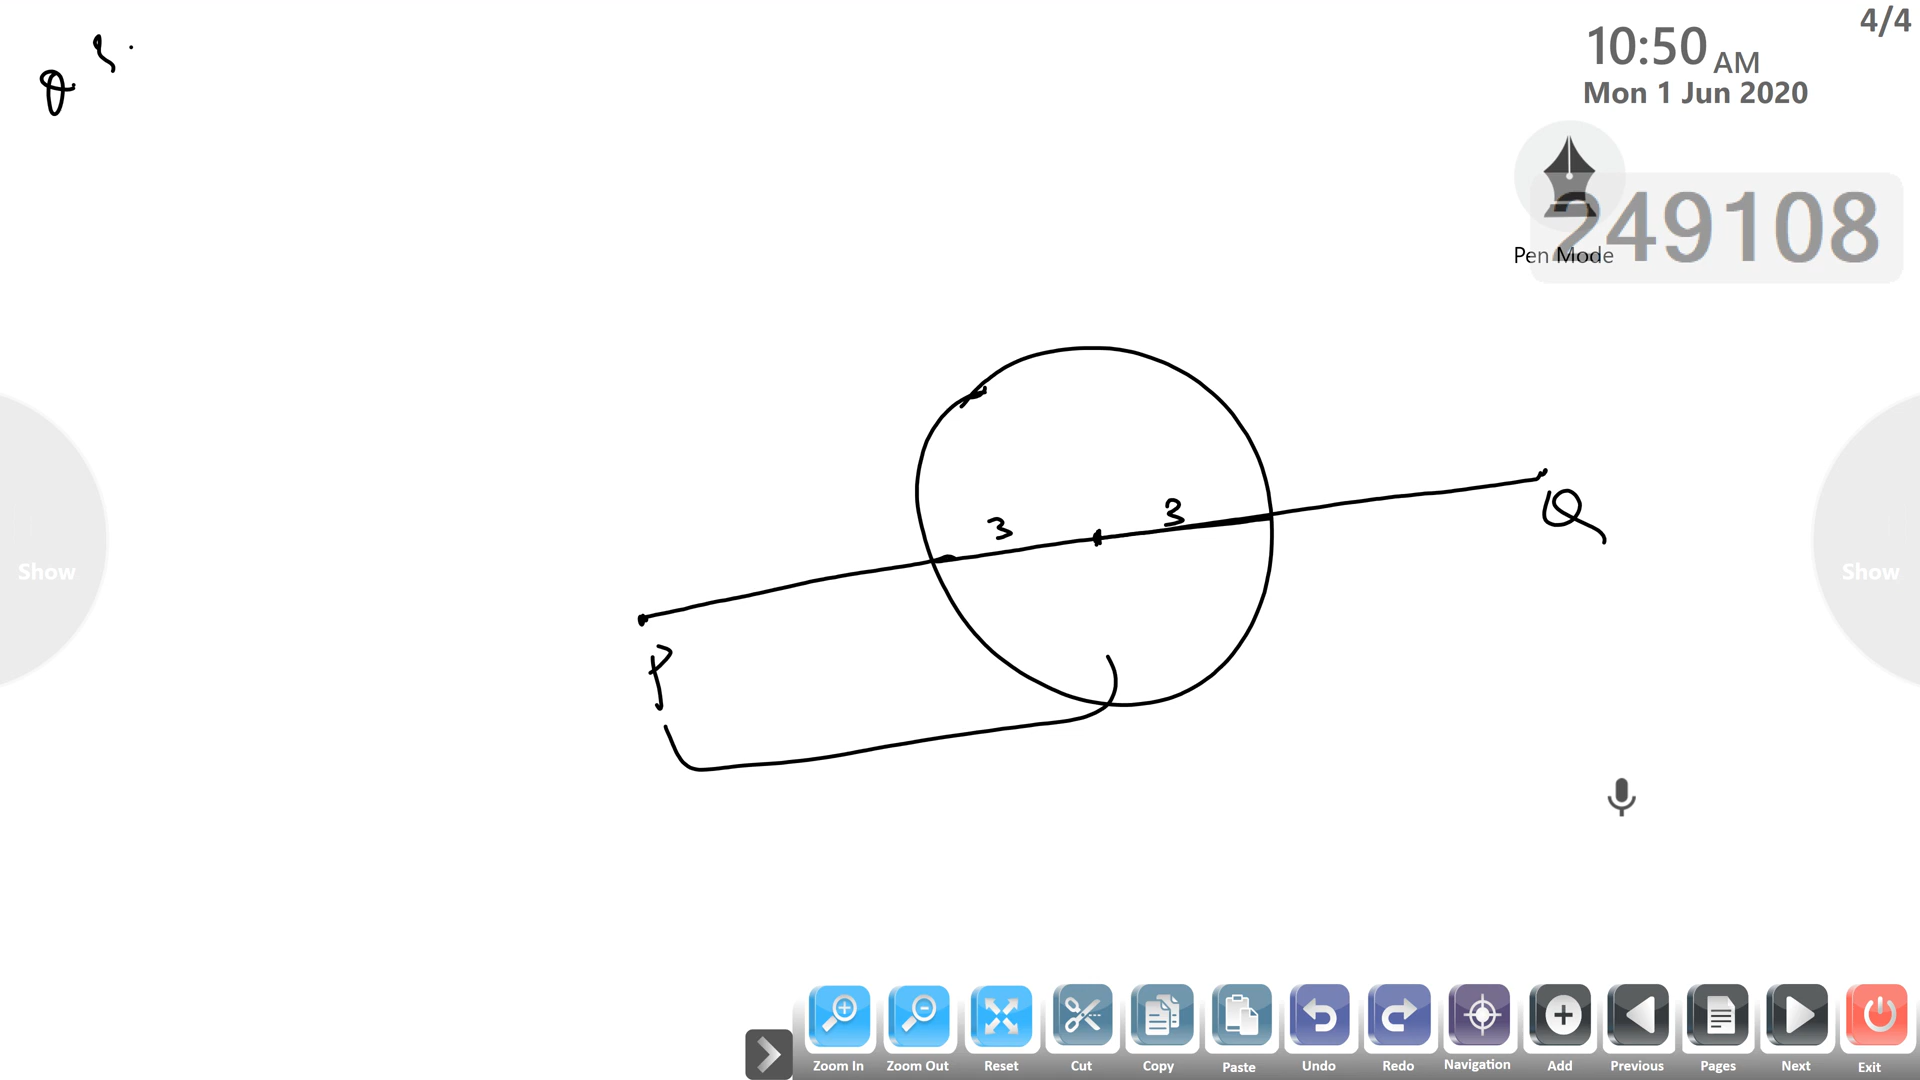 4/4
10:50 AM
Mon 1 Jun 2020
249108
Pen Mode
3 3
Q
P
Show
Show
Zoom In Zoom Out Reset Cut Copy Paste Undo Redo Navigation Add Previous Pages Next Exit